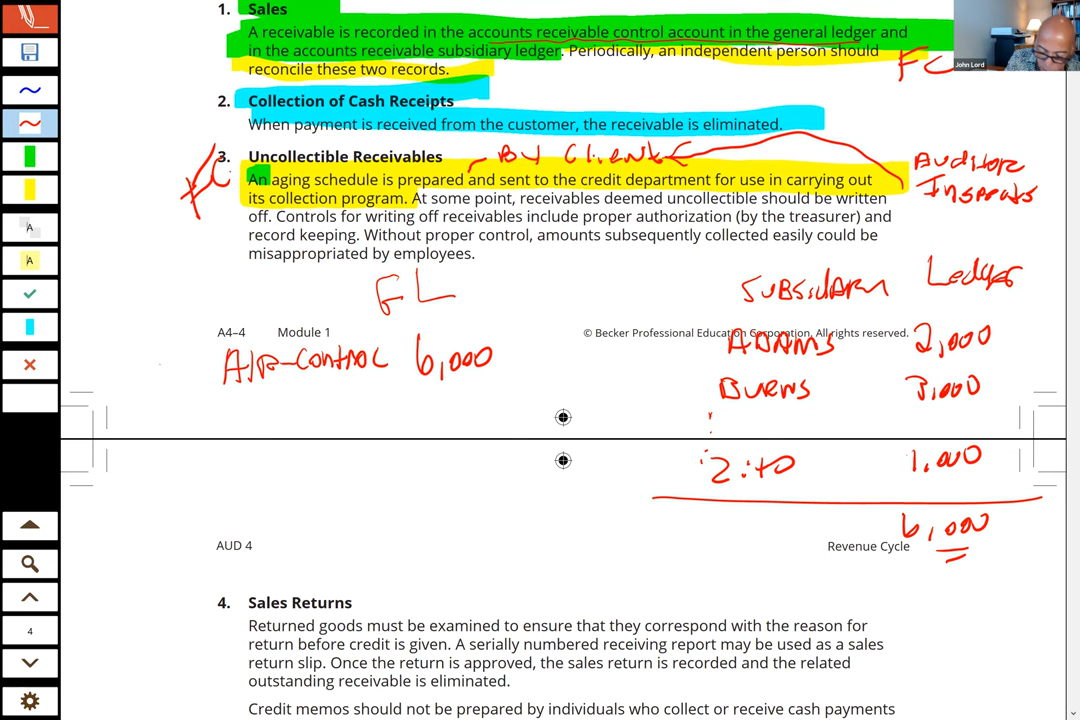 1. Sales
A receivable is recorded in the accounts receivable control account in the general ledger and
in the accounts receivable subsidiary ledger. Periodically, an independent person should
reconcile these two records.
FC
John Lord
2. Collection of Cash Receipts
When payment is received from the customer, the receivable is eliminated.
3. Uncollectible Receivables
By Client
Auditor
Inspects
An aging schedule is prepared and sent to the credit department for use in carrying out
its collection program. At some point, receivables deemed uncollectible should be written
off. Controls for writing off receivables include proper authorization (by the treasurer) and
record keeping. Without proper control, amounts subsequently collected easily could be
misappropriated by employees.
GL
Subsidiary Ledger
A4–4 Module 1
© Becker Professional Education Corporation. All rights reserved.
A/R-Control 6,000
ADAMS 2,000
Burns 3,000
1,000
6,000
AUD 4
Revenue Cycle
4. Sales Returns
Returned goods must be examined to ensure that they correspond with the reason for
return before credit is given. A serially numbered receiving report may be used as a sales
return slip. Once the return is approved, the sales return is recorded and the related
outstanding receivable is eliminated.
Credit memos should not be prepared by individuals who collect or receive cash payments
4